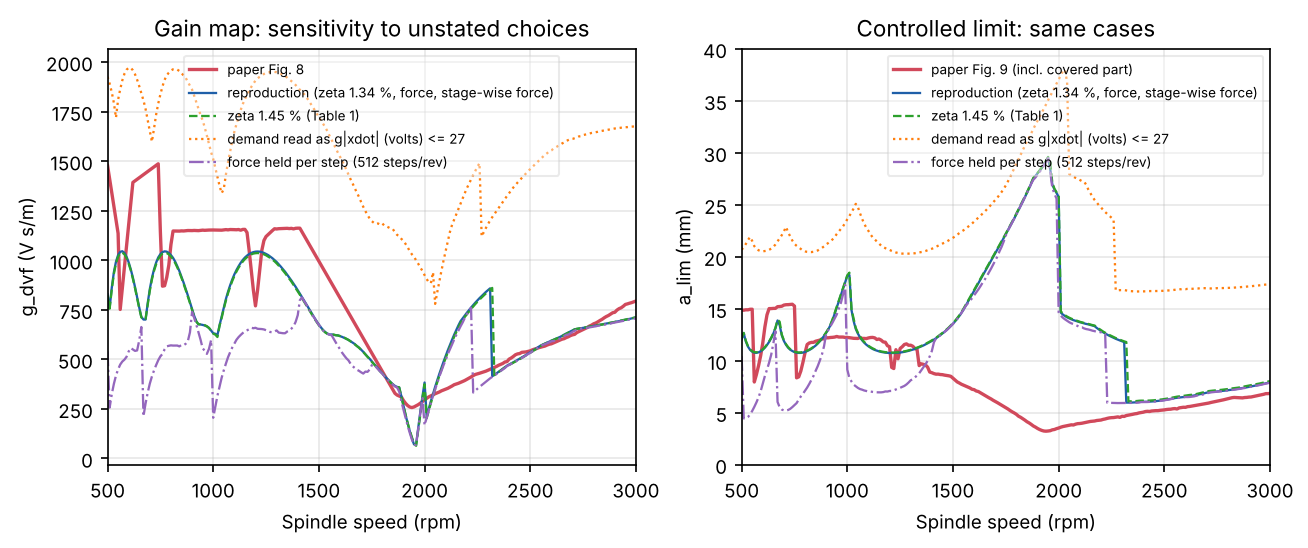 Gain map: sensitivity to unstated choices
g_dvf (V s/m)
2000
1750
1500
1250
1000
750
500
250
0
paper Fig. 8
reproduction (zeta 1.34 %, force, stage-wise force)
zeta 1.45 % (Table 1)
demand read as g|xdot| (volts) <= 27
force held per step (512 steps/rev)
500 1000 1500 2000 2500 3000
Spindle speed (rpm)
Controlled limit: same cases
a_lim (mm)
40
35
30
25
20
15
10
5
0
paper Fig. 9 (incl. covered part)
reproduction (zeta 1.34 %, force, stage-wise force)
zeta 1.45 % (Table 1)
demand read as g|xdot| (volts) <= 27
force held per step (512 steps/rev)
500 1000 1500 2000 2500 3000
Spindle speed (rpm)